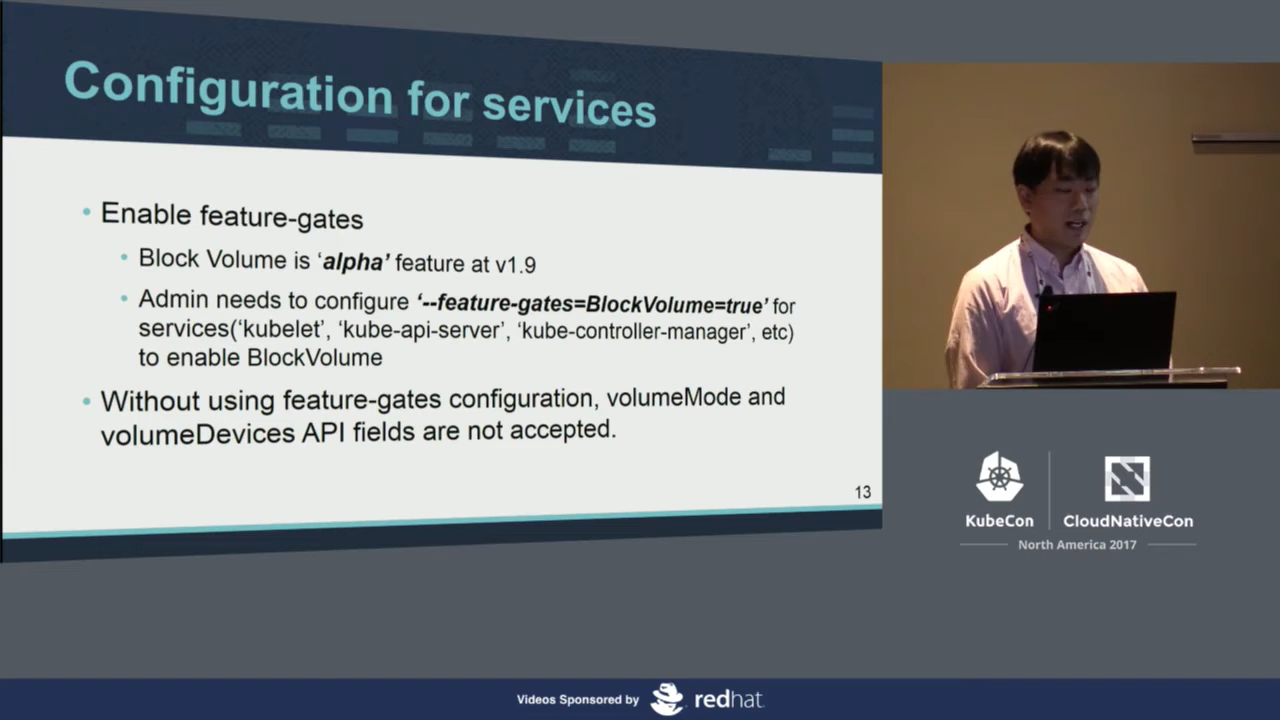 Configuration for services
• Enable feature-gates
• Block Volume is ‘alpha’ feature at v1.9
• Admin needs to configure ‘--feature-gates=BlockVolume=true’ for
services(‘kubelet’, ‘kube-api-server’, ‘kube-controller-manager’, etc)
to enable BlockVolume
• Without using feature-gates configuration, volumeMode and
volumeDevices API fields are not accepted.
13
KubeCon
CloudNativeCon
North America 2017
Videos Sponsored by
redhat